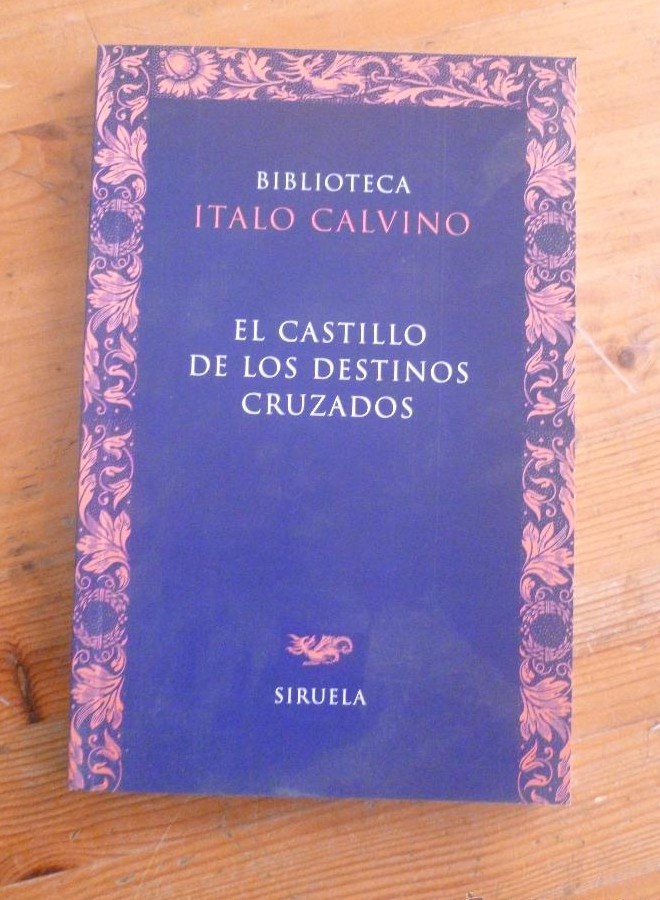 BIBLIOTECA
ITALO CALVINO
EL CASTILLO
DE LOS DESTINOS
CRUZADOS
SIRUELA